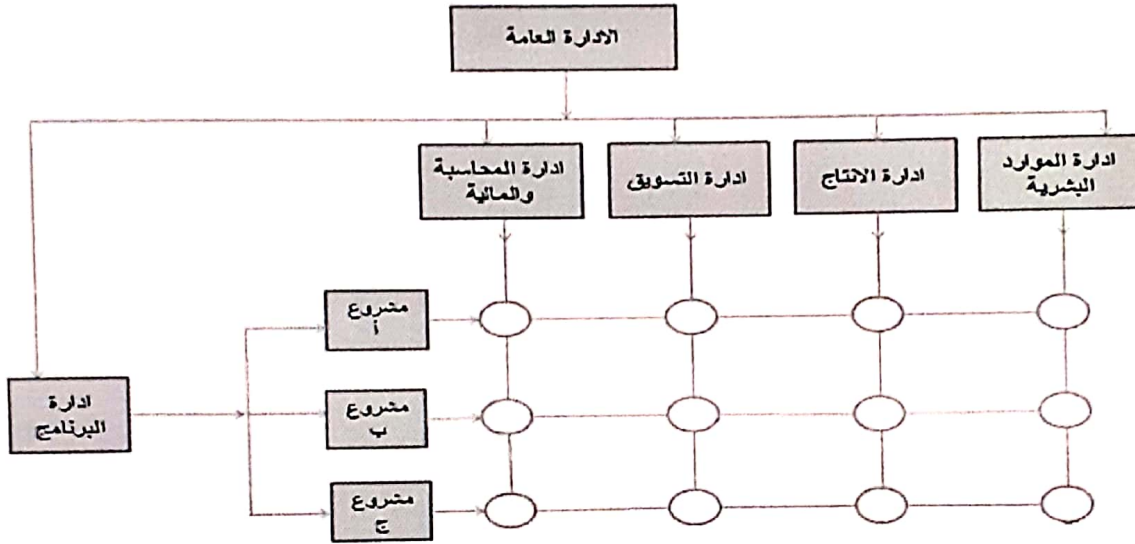 الادارة العامة
ادارة الموارد
البشرية
ادارة الانتاج
ادارة التسويق
ادارة المحاسبة
والمالية
مشروع
أ
مشروع
ب
مشروع
ج
ادارة
البرنامج